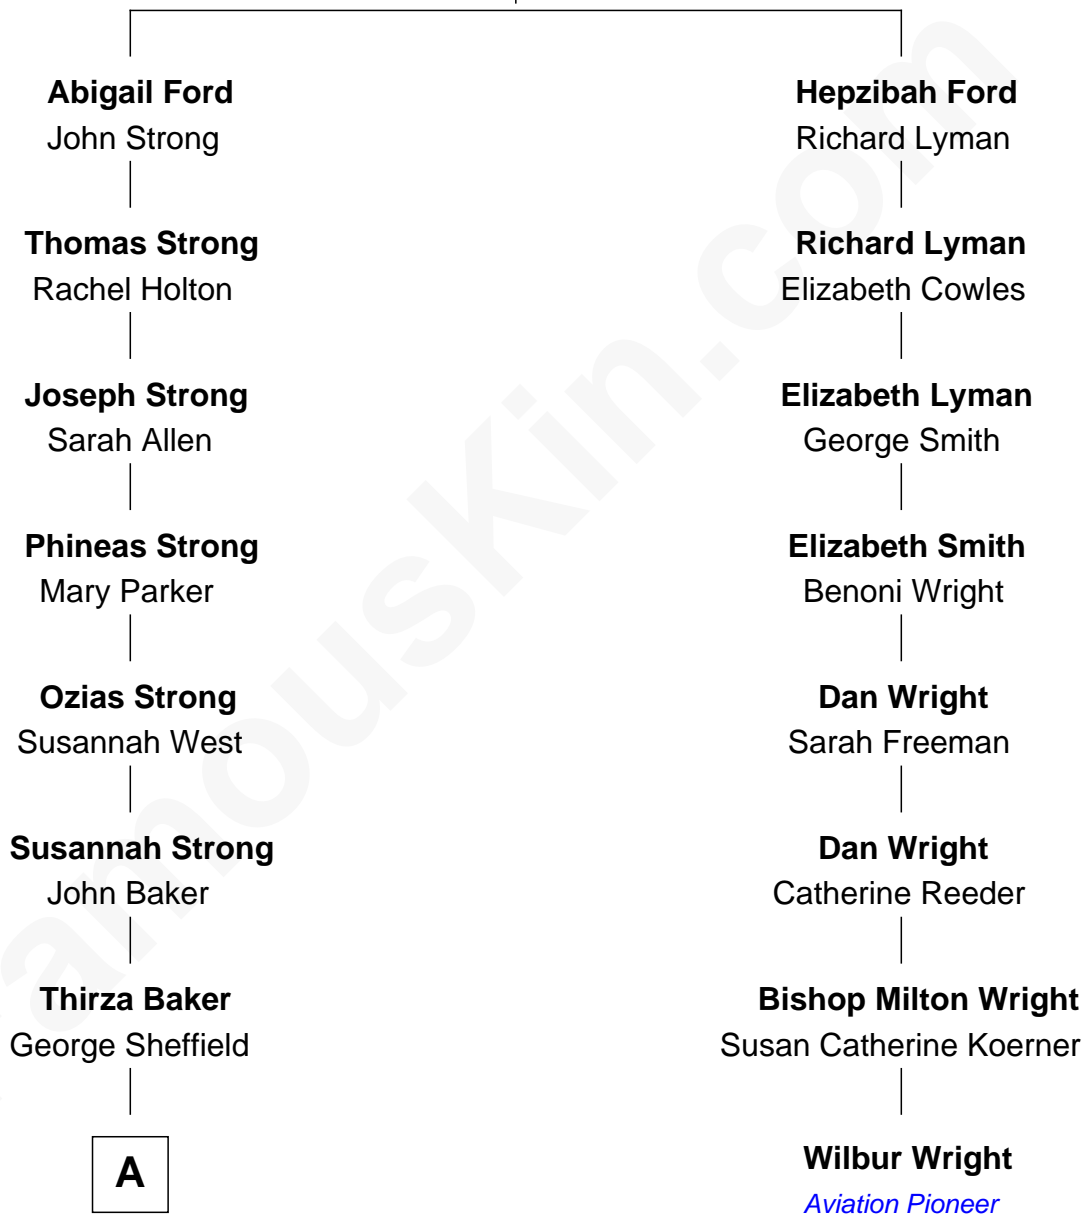 Abigail Ford
John Strong
Hepzibah Ford
Richard Lyman
Thomas Strong
Rachel Holton
Richard Lyman
Elizabeth Cowles
Joseph Strong
Sarah Allen
Elizabeth Lyman
George Smith
Phineas Strong
Mary Parker
Elizabeth Smith
Benoni Wright
Ozias Strong
Susannah West
Dan Wright
Sarah Freeman
Susannah Strong
John Baker
Dan Wright
Catherine Reeder
Thirza Baker
George Sheffield
Bishop Milton Wright
Susan Catherine Koerner
A
Wilbur Wright
Aviation Pioneer
amouskin.com